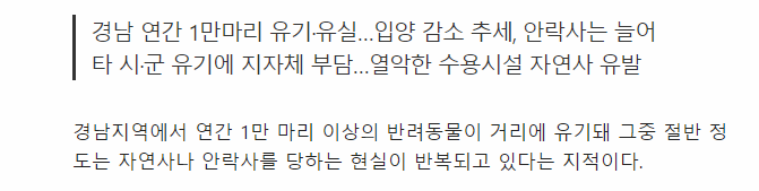 경남 연간 1만마리 유기·유실...입양 감소 추세, 안락사는 늘어
타 시·군 유기에 지자체 부담...열악한 수용시설 자연사 유발
경남지역에서 연간 1만 마리 이상의 반려동물이 거리에 유기돼 그중 절반 정
도는 자연사나 안락사를 당하는 현실이 반복되고 있다는 지적이다.